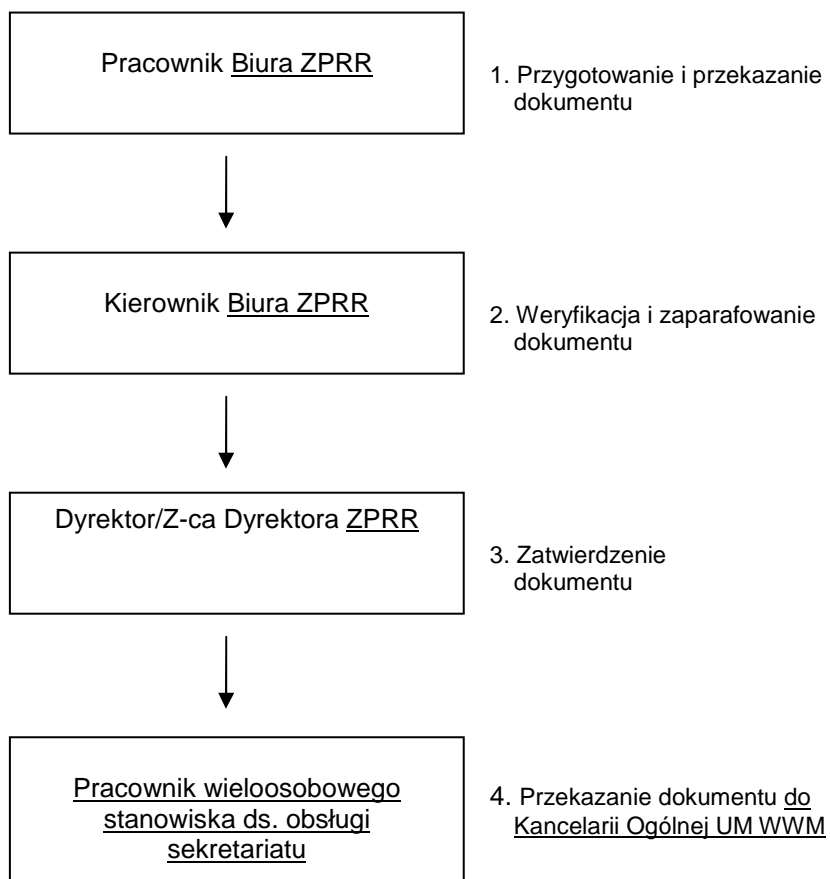 Pracownik Biura ZPRR
1. Przygotowanie i przekazanie
dokumentu
Kierownik Biura ZPRR
2. Weryfikacja i zaparafowanie
dokumentu
Dyrektor/Z-ca Dyrektora ZPRR
3. Zatwierdzenie
dokumentu
Pracownik wieloosobowego
stanowiska ds. obsługi
sekretariatu
4. Przekazanie dokumentu do
Kancelarii Ogólnej UM WWM